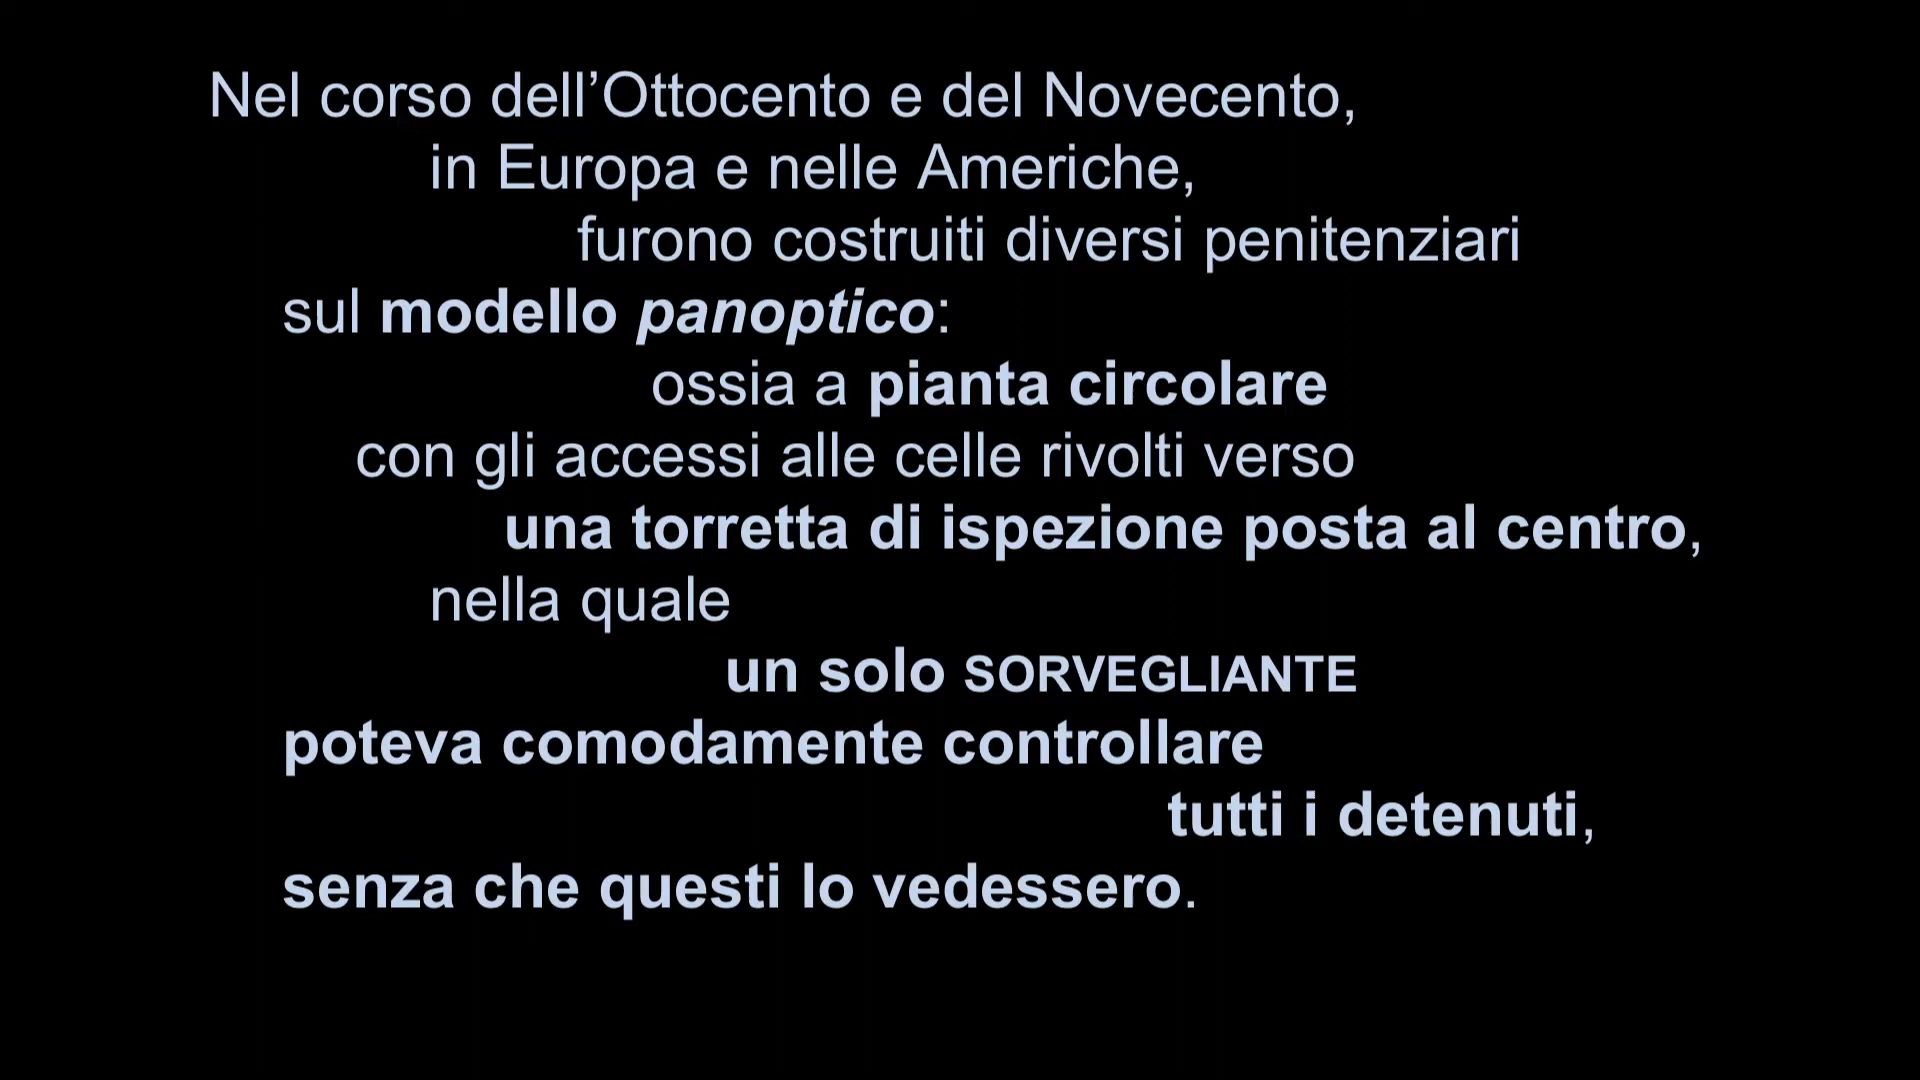 Nel corso dell’Ottocento e del Novecento,
in Europa e nelle Americhe,
furono costruiti diversi penitenziari
sul modello panoptico:
ossia a pianta circolare
con gli accessi alle celle rivolti verso
una torretta di ispezione posta al centro,
nella quale
un solo SORVEGLIANTE
poteva comodamente controllare
tutti i detenuti,
senza che questi lo vedessero.